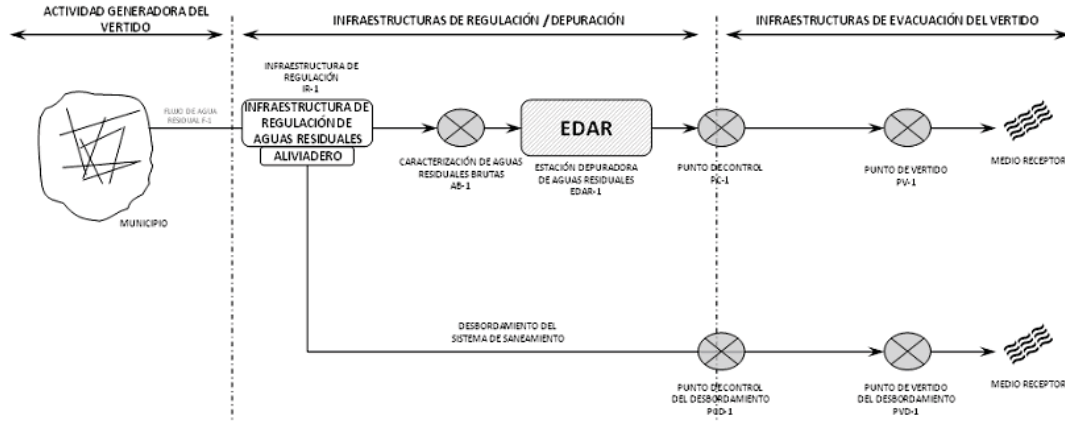 ACTIVIDAD GENERADORA DEL
VERTIDO
INFRAESTRUCTURAS DE REGULACIÓN / DEPURACIÓN
INFRAESTRUCTURAS DE EVACUACIÓN DEL VERTIDO
FLUJO DE AGUA
RESIDUAL F-1
MUNICIPIO
INFRAESTRUCTURA DE
REGULACIÓN
IR-1
INFRAESTRUCTURA DE
REGULACIÓN DE
AGUAS RESIDUALES
ALIVIADERO
CARACTERIZACIÓN DE AGUAS
RESIDUALES BRUTAS
AB-1
EDAR
ESTACIÓN DEPURADORA
DE AGUAS RESIDUALES
EDAR-1
PUNTO DE CONTROL
PC-1
PUNTO DE VERTIDO
PV-1
MEDIO RECEPTOR
DESBORDAMIENTO DEL
SISTEMA DE SANEAMIENTO
PUNTO DE CONTROL
DEL DESBORDAMIENTO
PCD-1
PUNTO DE VERTIDO
DEL DESBORDAMIENTO
PVD-1
MEDIO RECEPTOR